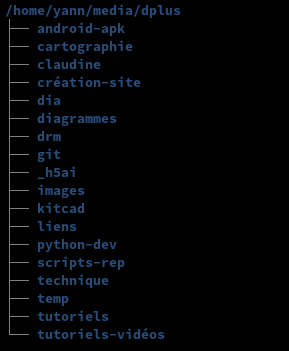 /home/yann/media/dplus
├── android-apk
├── cartographie
├── claudine
├── création-site
├── dia
├── diagrammes
├── drm
├── git
├── _h5ai
├── images
├── kitcad
├── liens
├── python-dev
├── scripts-rep
├── technique
├── temp
├── tutoriels
└── tutoriels-vidéos